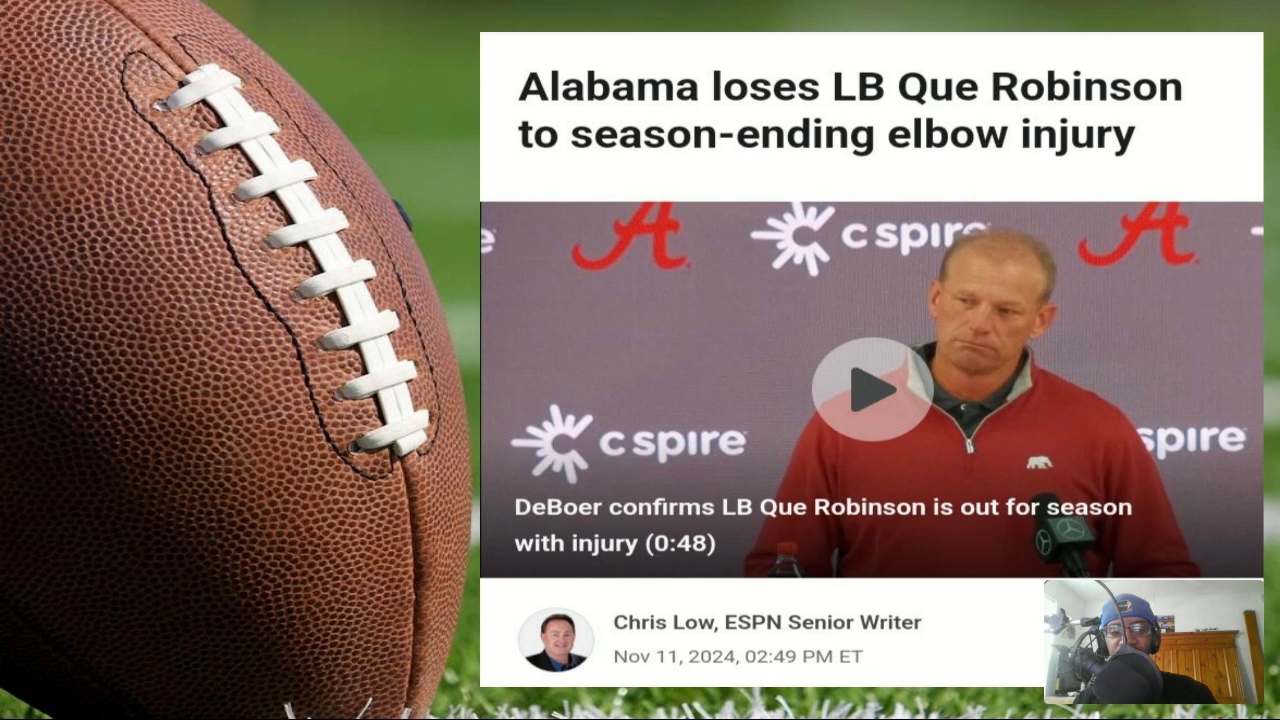 Alabama loses LB Que Robinson
to season-ending elbow injury
e
c spire
c spire
spire
DeBoer confirms LB Que Robinson is out for season
with injury (0:48)
Chris Low, ESPN Senior Writer
Nov 11, 2024, 02:49 PM ET